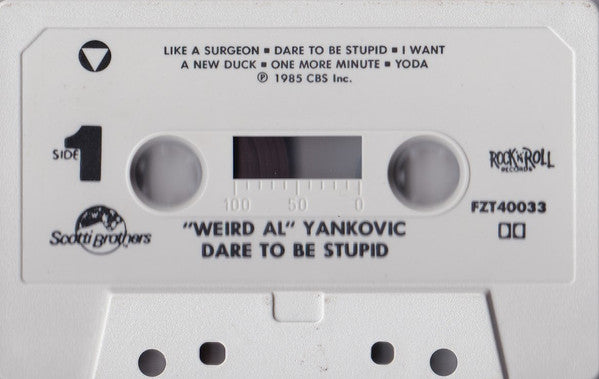 LIKE A SURGEON ■ DARE TO BE STUPID ■ I WANT
A NEW DUCK ■ ONE MORE MINUTE ■ YODA
℗ 1985 CBS Inc.
SIDE 1
ROCK 'N' ROLL
RECORDS
100 50 0
FZT40033
Scotti Brothers
"WEIRD AL" YANKOVIC
DARE TO BE STUPID